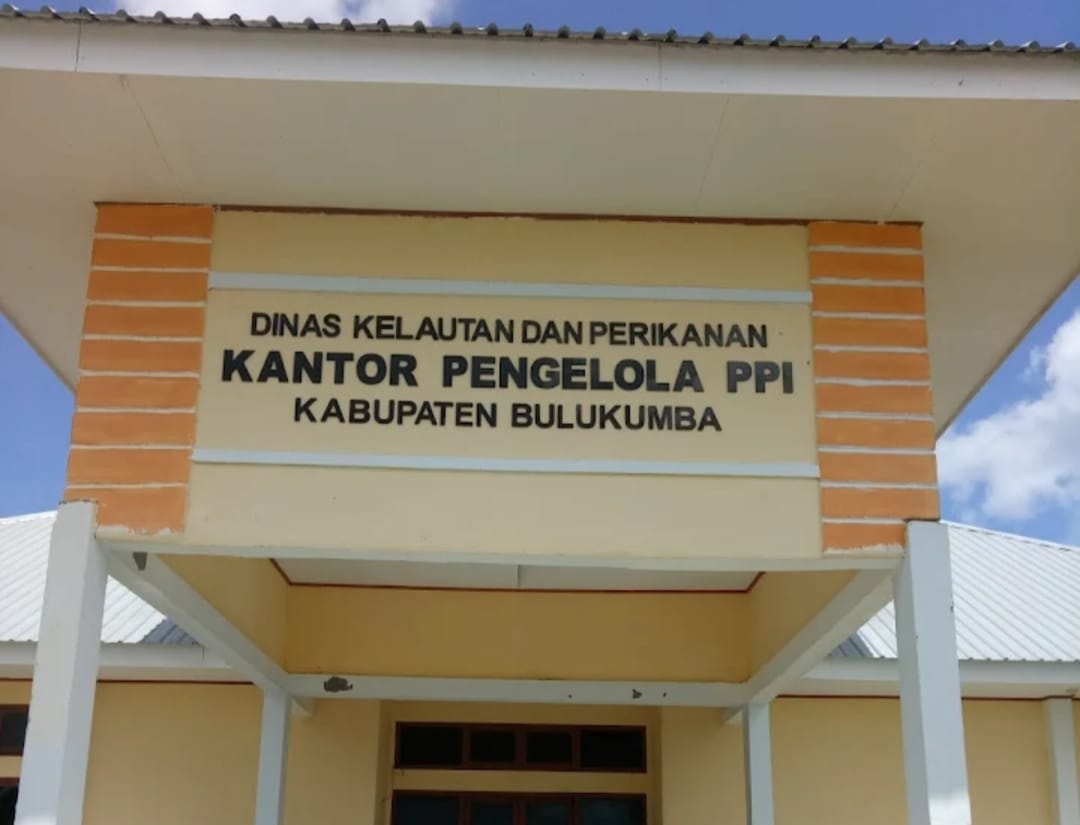 DINAS KELAUTAN DAN PERIKANAN
KANTOR PENGELOLA PPI
KABUPATEN BULUKUMBA